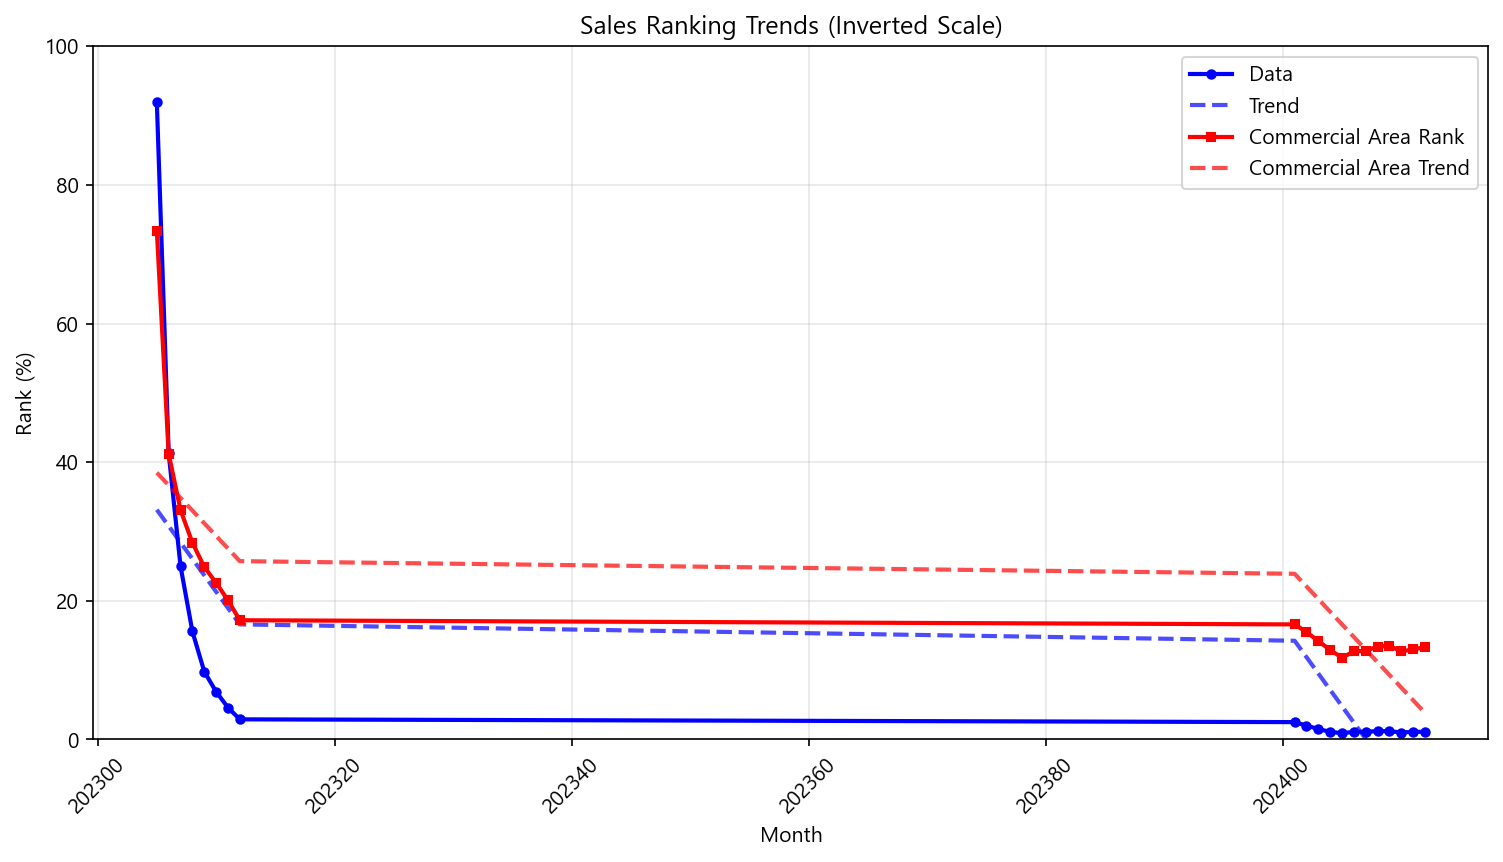 Sales Ranking Trends (Inverted Scale)
100
80
60
40
20
0
Rank (%)
Data
Trend
Commercial Area Rank
Commercial Area Trend
202300
202320
202340
202360
202380
202400
Month